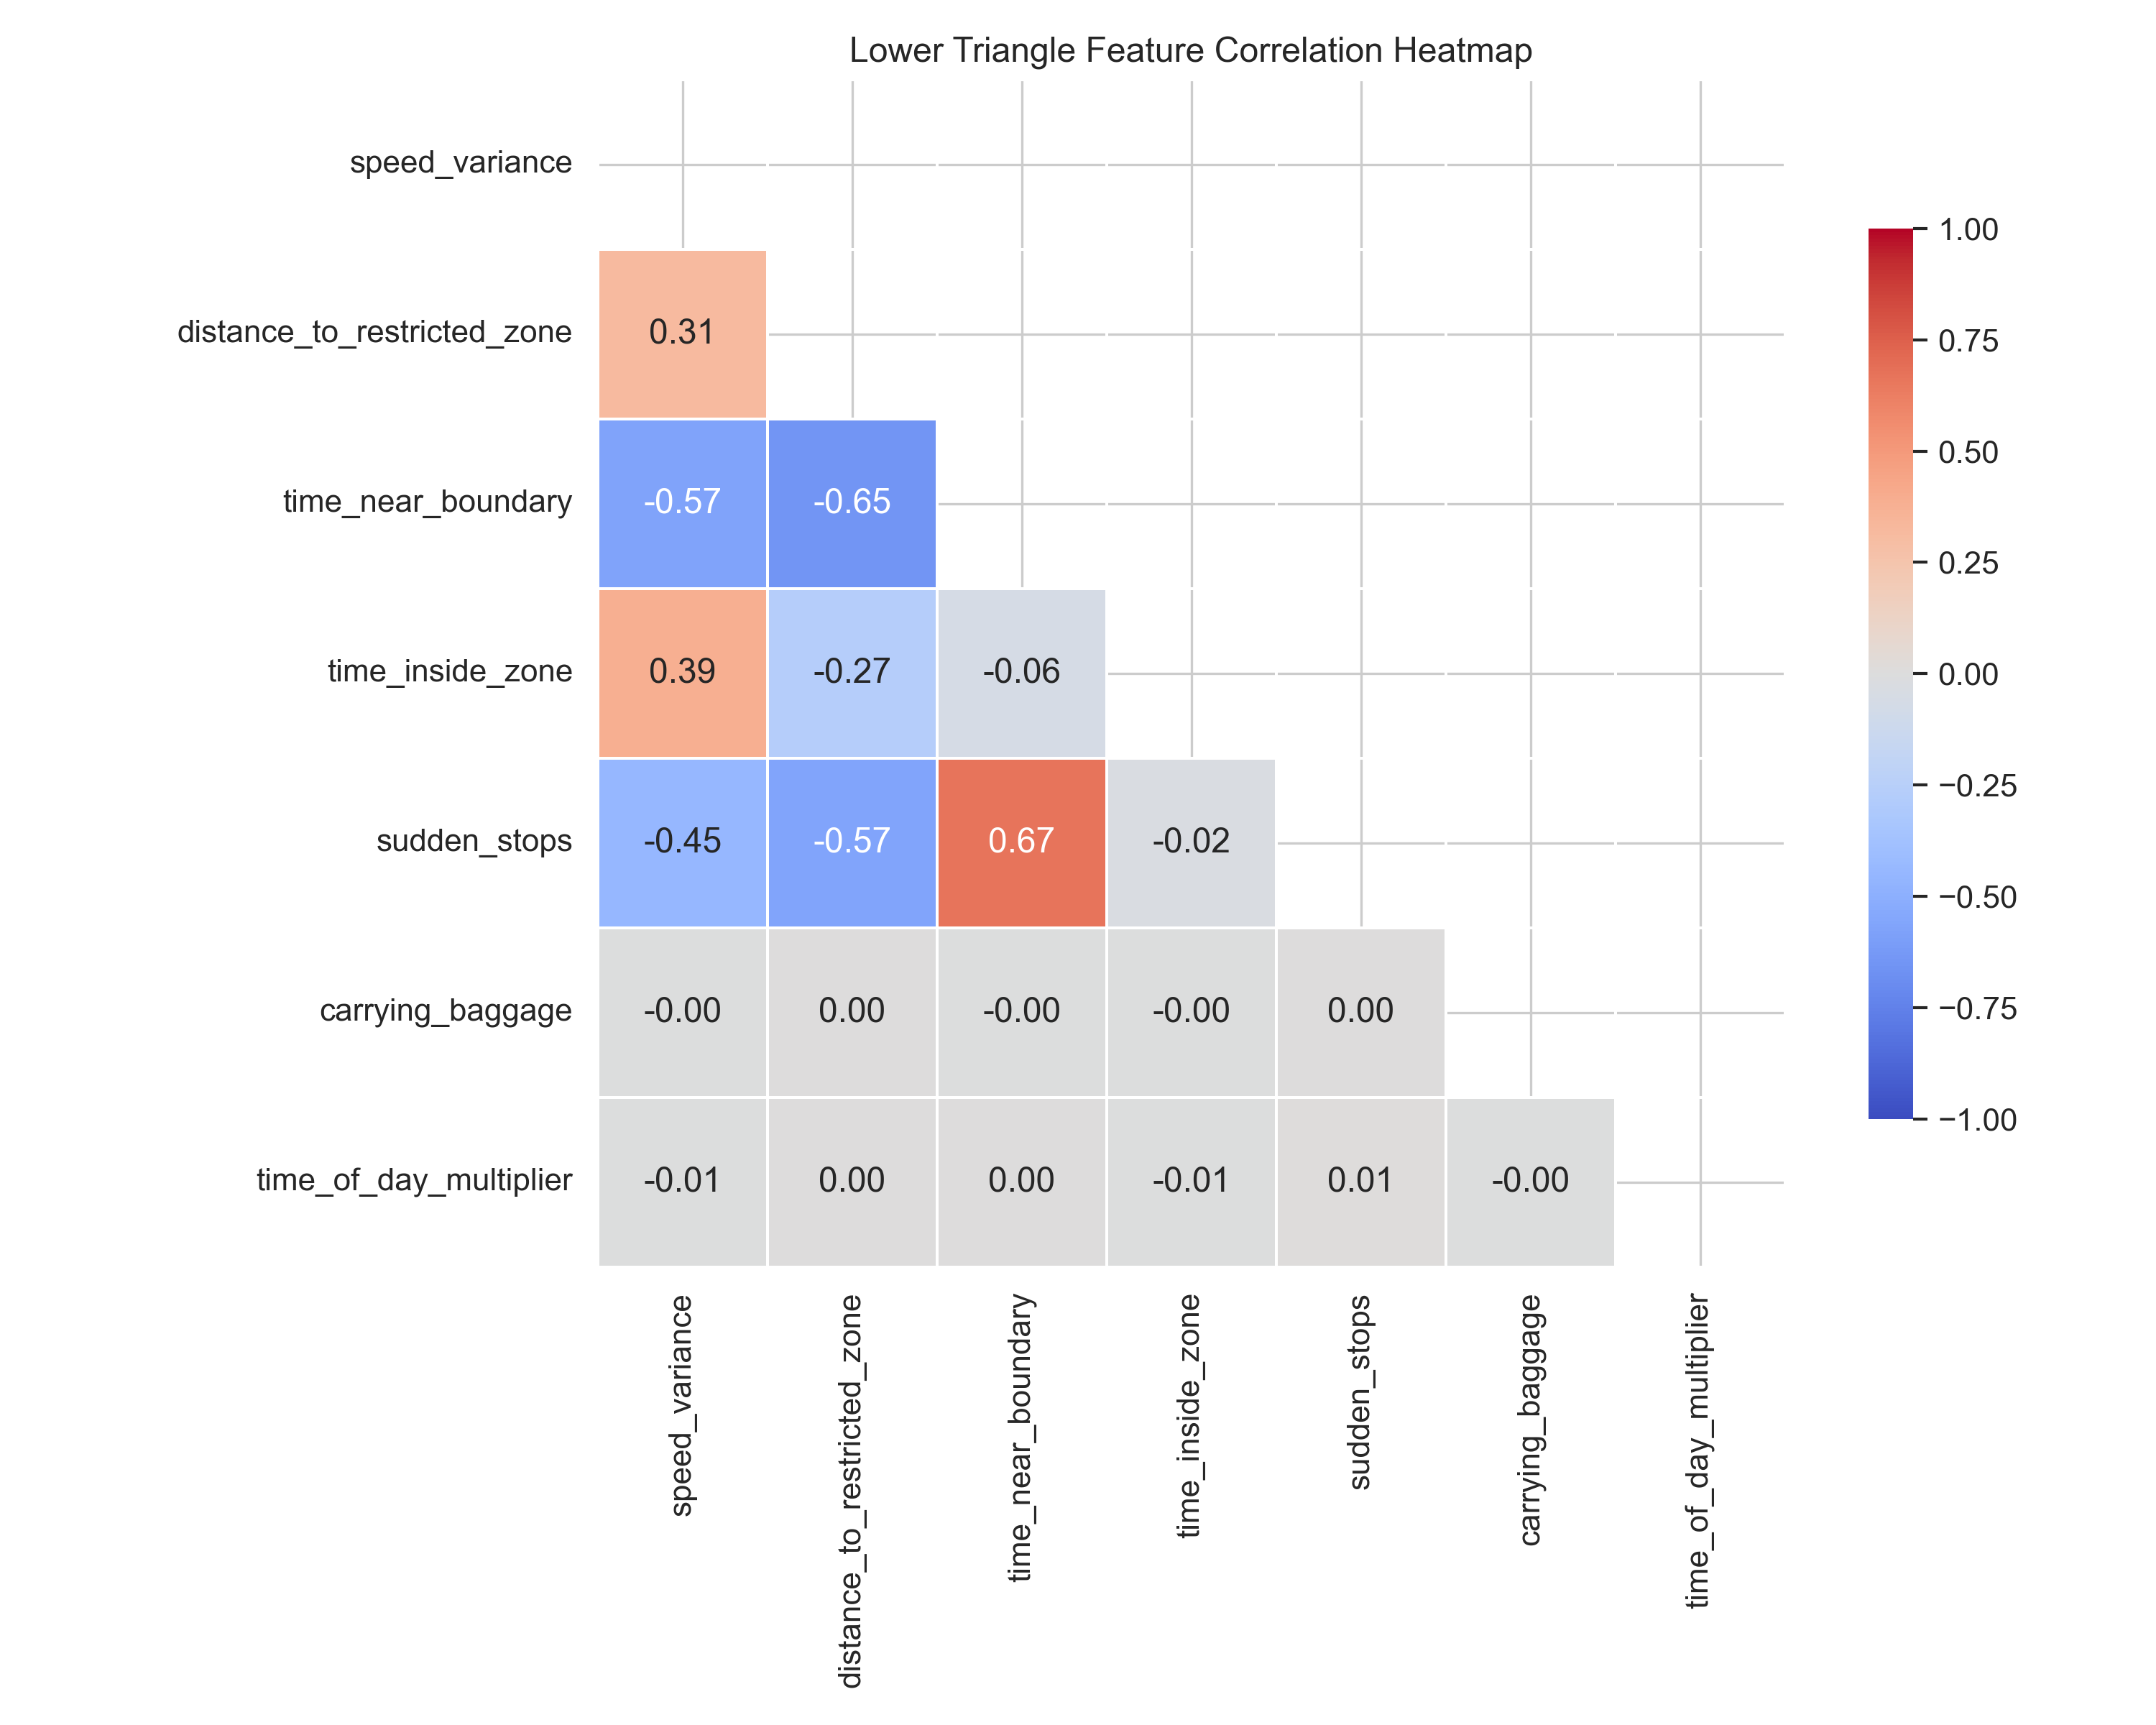 Lower Triangle Feature Correlation Heatmap
speed_variance
distance_to_restricted_zone
0.31
time_near_boundary
-0.57 -0.65
time_inside_zone
0.39 -0.27 -0.06
sudden_stops
-0.45 -0.57 0.67 -0.02
carrying_baggage
-0.00 0.00 -0.00 -0.00 0.00
time_of_day_multiplier
-0.01 0.00 0.00 -0.01 0.01 -0.00
speed_variance
distance_to_restricted_zone
time_near_boundary
time_inside_zone
sudden_stops
carrying_baggage
time_of_day_multiplier
1.00
0.75
0.50
0.25
0.00
−0.25
−0.50
−0.75
−1.00